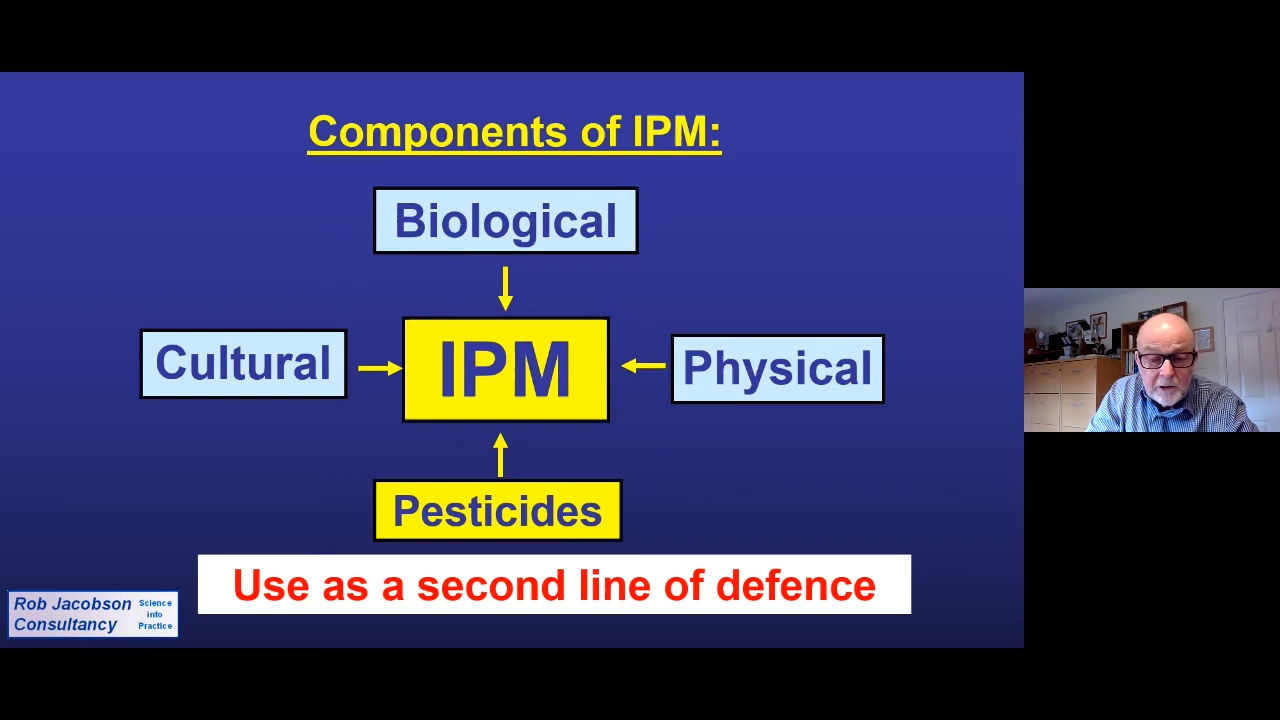 Components of IPM:
Biological
Cultural
IPM
Physical
Pesticides
Use as a second line of defence
Rob Jacobson
Consultancy
Science
into
Practice